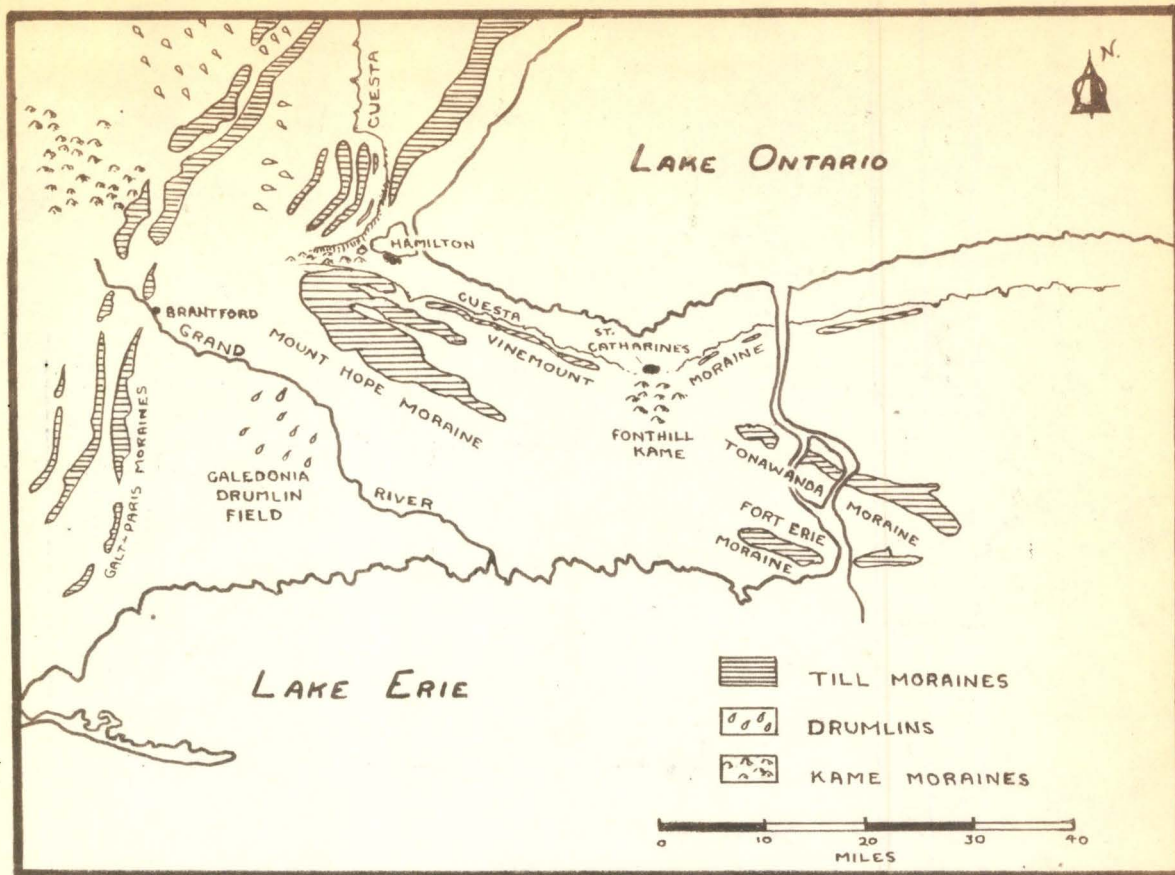 N.
CUESTA
LAKE ONTARIO
HAMILTON
BRANTFORD
GRAND
RIVER
MOUNT
HOPE MORAINE
CUESTA
VINEMOUNT
MORAINE
ST.
CATHARINES
FONTHILL
KAME
TONAWANDA
MORAINE
FORT ERIE
MORAINE
GALT-PARIS MORAINES
CALEDONIA
DRUMLIN
FIELD
LAKE ERIE
TILL MORAINES
DRUMLINS
KAME MORAINES
0 10 20 30 40
MILES